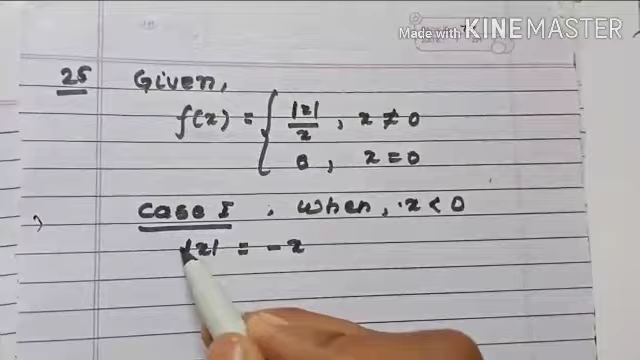 Made with KINEMASTER
25 Given,
f(x) = { |x|/x , x ≠ 0
0 , x = 0
Case I , when, x < 0
|x| = -x